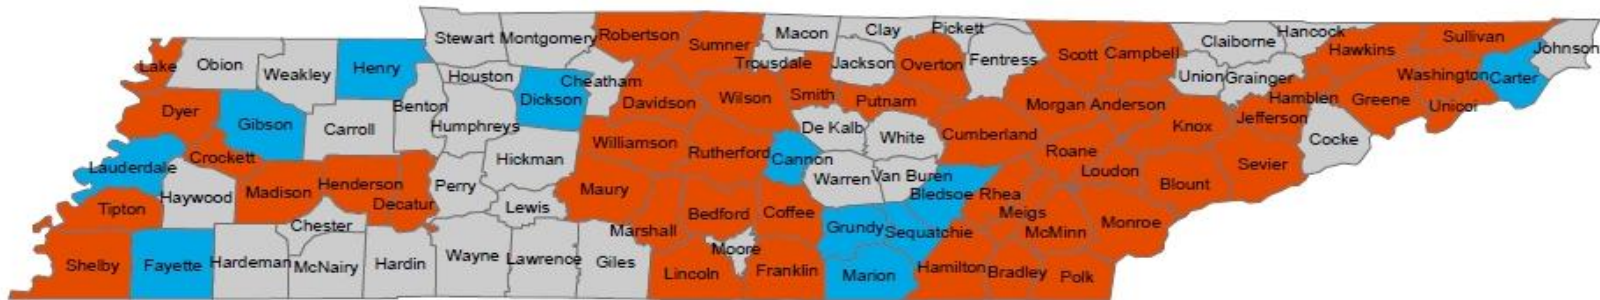 Stewart
Montgomery
Robertson
Sumner
Macon
Clay
Pickett
Fentress
Scott
Campbell
Claiborne
Hancock
Hawkins
Sullivan
Johnson
Lake
Obion
Weakley
Henry
Houston
Cheatham
Dickson
Davidson
Wilson
Trousdale
Smith
Jackson
Overton
Putnam
Morgan
Anderson
Union
Grainger
Hamblen
Jefferson
Greene
Washington
Unicoi
Carter
Dyer
Gibson
Carroll
Benton
Humphreys
Hickman
Williamson
Rutherford
Cannon
De Kalb
White
Cumberland
Roane
Loudon
Knox
Blount
Sevier
Cocke
Lauderdale
Crockett
Haywood
Madison
Henderson
Decatur
Perry
Lewis
Maury
Bedford
Coffee
Warren
Van Buren
Bledsoe
Rhea
Meigs
McMinn
Monroe
Tipton
Chester
Marshall
Moore
Grundy
Sequatchie
Shelby
Fayette
Hardeman
McNairy
Hardin
Wayne
Lawrence
Giles
Lincoln
Franklin
Marion
Hamilton
Bradley
Polk